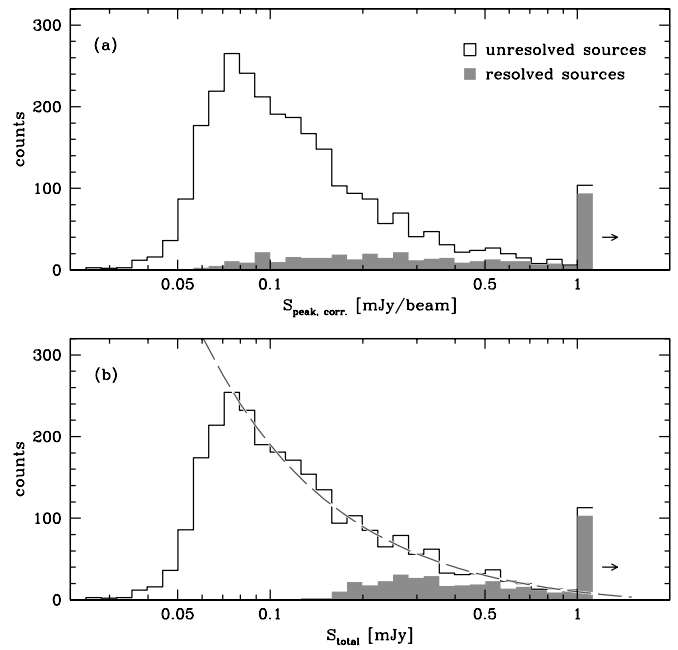 (a)
unresolved sources
resolved sources
counts
300
200
100
0
0.05 0.1 0.5 1
S_peak, corr. [mJy/beam]
(b)
counts
300
200
100
0
0.05 0.1 0.5 1
S_total [mJy]